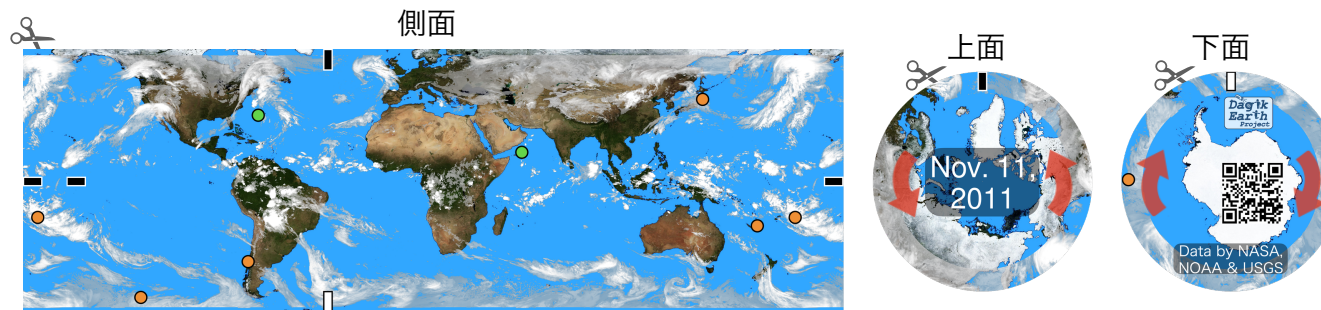 側面
上面
下面
Nov. 11,
2011
Dagik
Earth
Project
Data by NASA,
NOAA & USGS